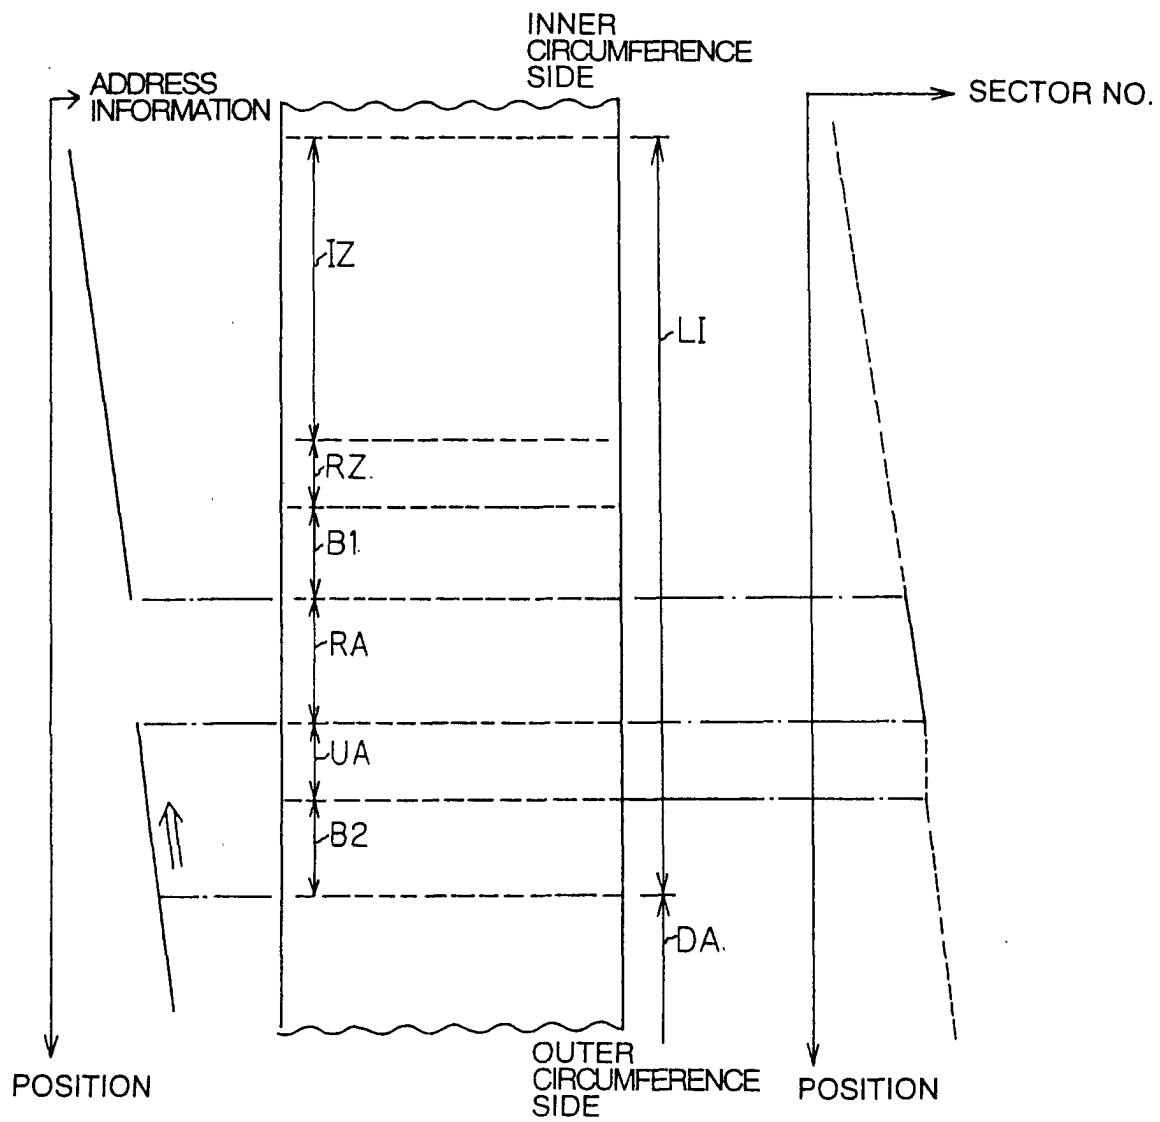 INNER
CIRCUMFERENCE
SIDE
ADDRESS
INFORMATION
SECTOR NO.
IZ
LI
RZ.
B1.
RA
UA
B2
DA.
POSITION
OUTER
CIRCUMFERENCE
SIDE
POSITION